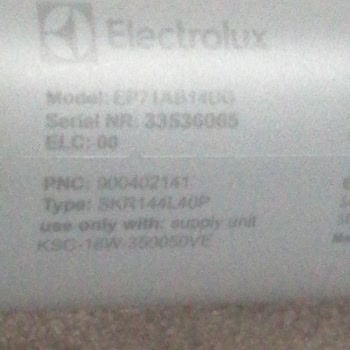 Electrolux
Model: EP71AB14UG
Serial NR: 33536065
ELC: 00
PNC: 900402141
Type: SKR144L40P
use only with: supply unit
KSC-18W-350050VE